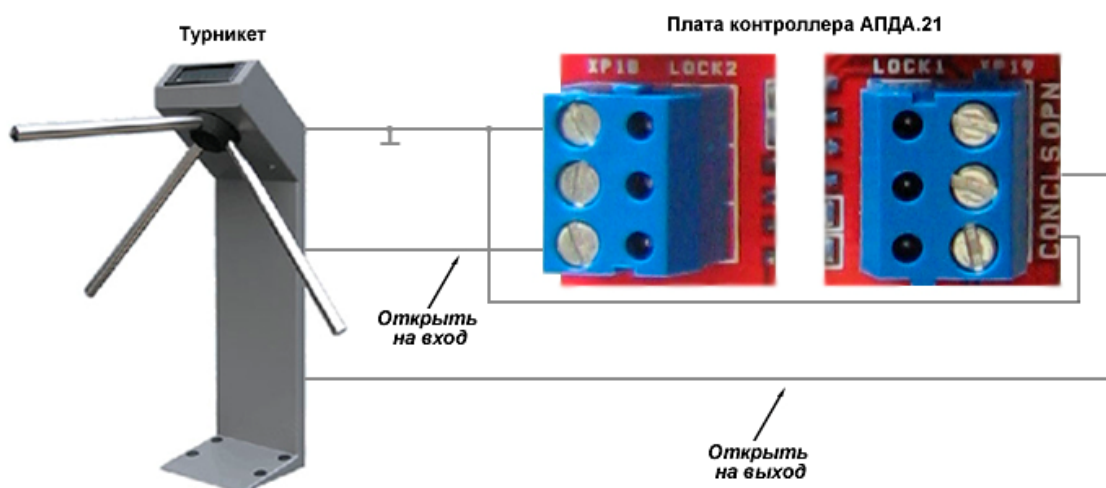 Турникет
Плата контроллера АПДА.21
XP18 LOCK2
LOCK1 XP19
CONCLSOPN
Открыть
на вход
Открыть
на выход